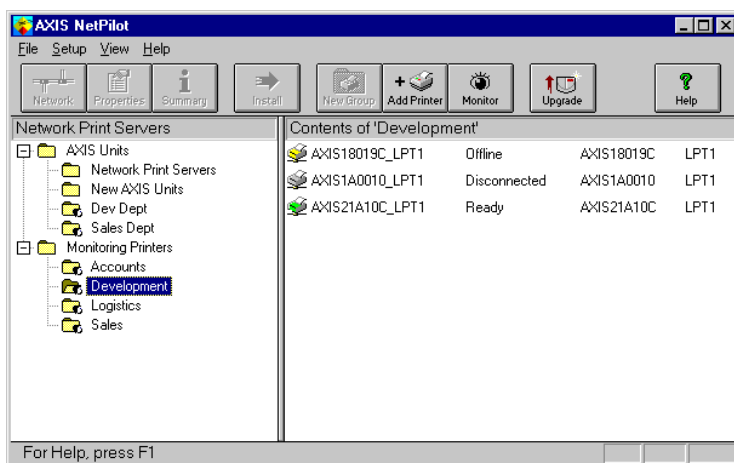 AXIS NetPilot
File Setup View Help
Network Properties Summary Install New Group Add Printer Monitor Upgrade Help
Network Print Servers
AXIS Units
Network Print Servers
New AXIS Units
Dev Dept
Sales Dept
Monitoring Printers
Accounts
Development
Logistics
Sales
Contents of 'Development'
AXIS18019C_LPT1 Offline AXIS18019C LPT1
AXIS1A0010_LPT1 Disconnected AXIS1A0010 LPT1
AXIS21A10C_LPT1 Ready AXIS21A10C LPT1
For Help, press F1